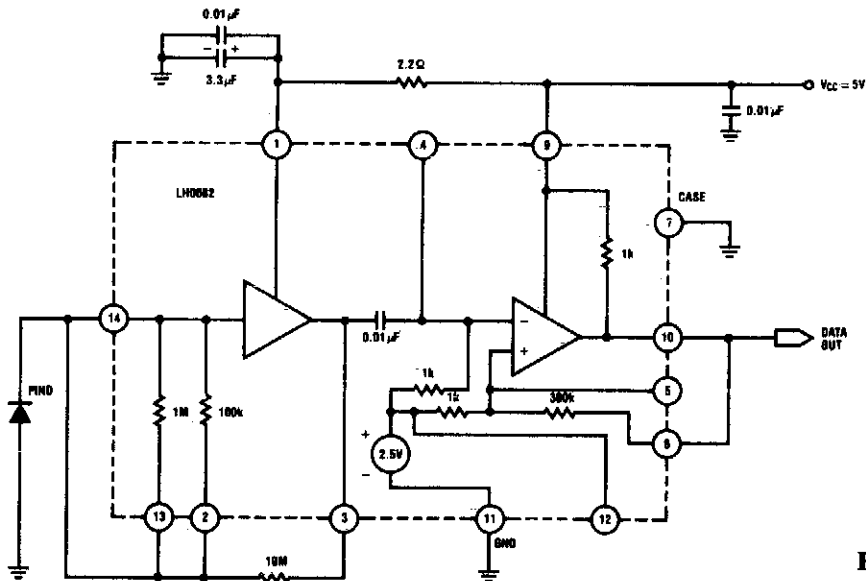 0.01μF
- +
3.3μF
2.2Ω
VCC = 5V
0.01μF
1
4
9
LH0082
CASE
7
1k
14
0.01μF
-
+
10
DATA
OUT
PIND
1M
100k
1k
1k
300k
5
6
+
2.5V
-
13
2
3
11
GND
12
10M